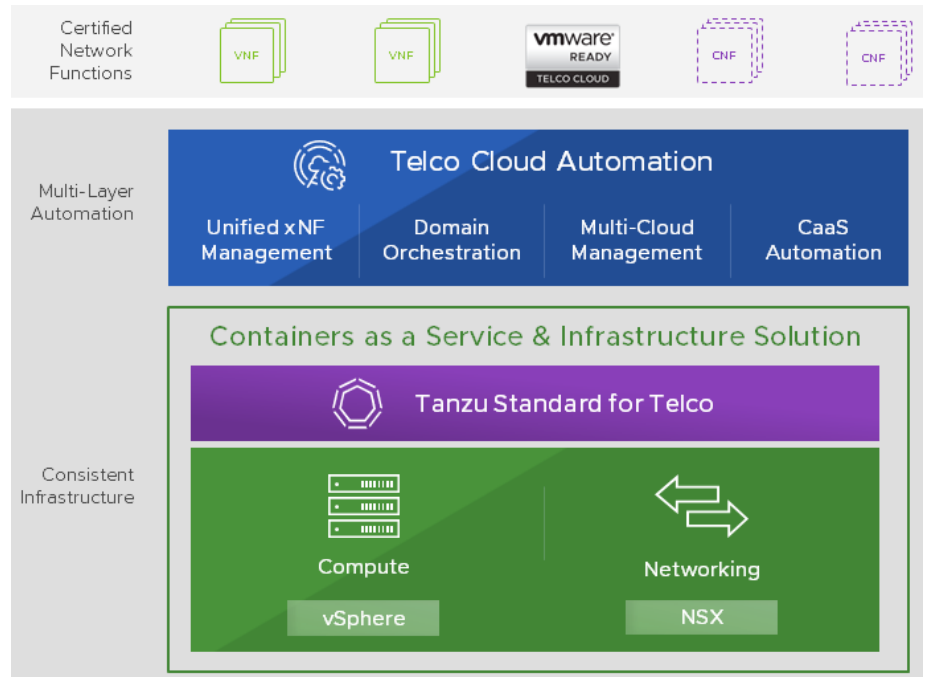 Certified
Network
Functions
VNF
VNF
vmware®
READY
TELCO CLOUD
CNF
CNF
Multi-Layer
Automation
Telco Cloud Automation
Unified xNF
Management
Domain
Orchestration
Multi-Cloud
Management
CaaS
Automation
Consistent
Infrastructure
Containers as a Service & Infrastructure Solution
Tanzu Standard for Telco
Compute
vSphere
Networking
NSX